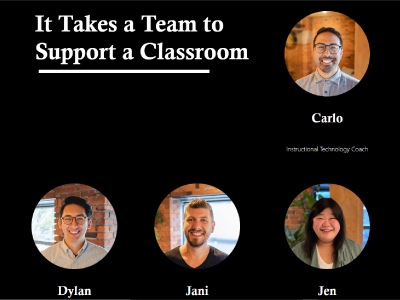 It Takes a Team to
Support a Classroom
Carlo
Instructional Technology Coach
Dylan
Jani
Jen